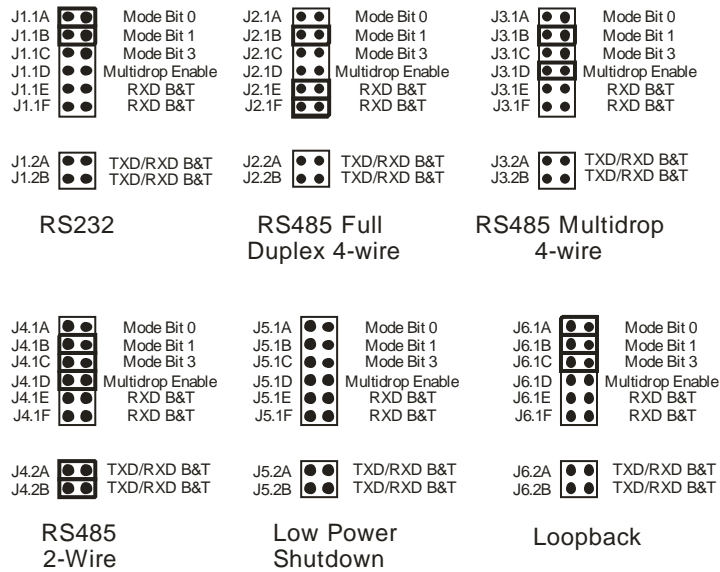 J1.1A Mode Bit 0
J1.1B Mode Bit 1
J1.1C Mode Bit 3
J1.1D Multidrop Enable
J1.1E RXD B&T
J1.1F RXD B&T
J1.2A TXD/RXD B&T
J1.2B TXD/RXD B&T
RS232
J2.1A Mode Bit 0
J2.1B Mode Bit 1
J2.1C Mode Bit 3
J2.1D Multidrop Enable
J2.1E RXD B&T
J2.1F RXD B&T
J2.2A TXD/RXD B&T
J2.2B TXD/RXD B&T
RS485 Full
Duplex 4-wire
J3.1A Mode Bit 0
J3.1B Mode Bit 1
J3.1C Mode Bit 3
J3.1D Multidrop Enable
J3.1E RXD B&T
J3.1F RXD B&T
J3.2A TXD/RXD B&T
J3.2B TXD/RXD B&T
RS485 Multidrop
4-wire
J4.1A Mode Bit 0
J4.1B Mode Bit 1
J4.1C Mode Bit 3
J4.1D Multidrop Enable
J4.1E RXD B&T
J4.1F RXD B&T
J4.2A TXD/RXD B&T
J4.2B TXD/RXD B&T
RS485
2-Wire
J5.1A Mode Bit 0
J5.1B Mode Bit 1
J5.1C Mode Bit 3
J5.1D Multidrop Enable
J5.1E RXD B&T
J5.1F RXD B&T
J5.2A TXD/RXD B&T
J5.2B TXD/RXD B&T
Low Power
Shutdown
J6.1A Mode Bit 0
J6.1B Mode Bit 1
J6.1C Mode Bit 3
J6.1D Multidrop Enable
J6.1E RXD B&T
J6.1F RXD B&T
J6.2A TXD/RXD B&T
J6.2B TXD/RXD B&T
Loopback